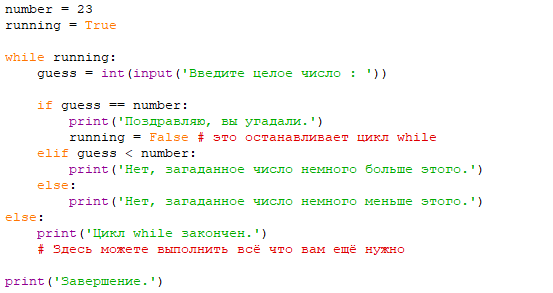 number = 23
running = True

while running:
    guess = int(input('Введите целое число : '))

    if guess == number:
        print('Поздравляю, вы угадали.')
        running = False # это останавливает цикл while
    elif guess < number:
        print('Нет, загаданное число немного больше этого.')
    else:
        print('Нет, загаданное число немного меньше этого.')
else:
    print('Цикл while закончен.')
    # Здесь можете выполнить всё что вам ещё нужно

print('Завершение.')